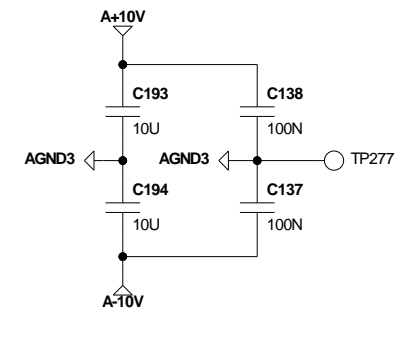 A+10V
C193
C138
10U
100N
AGND3
AGND3
TP277
C194
C137
10U
100N
A-10V